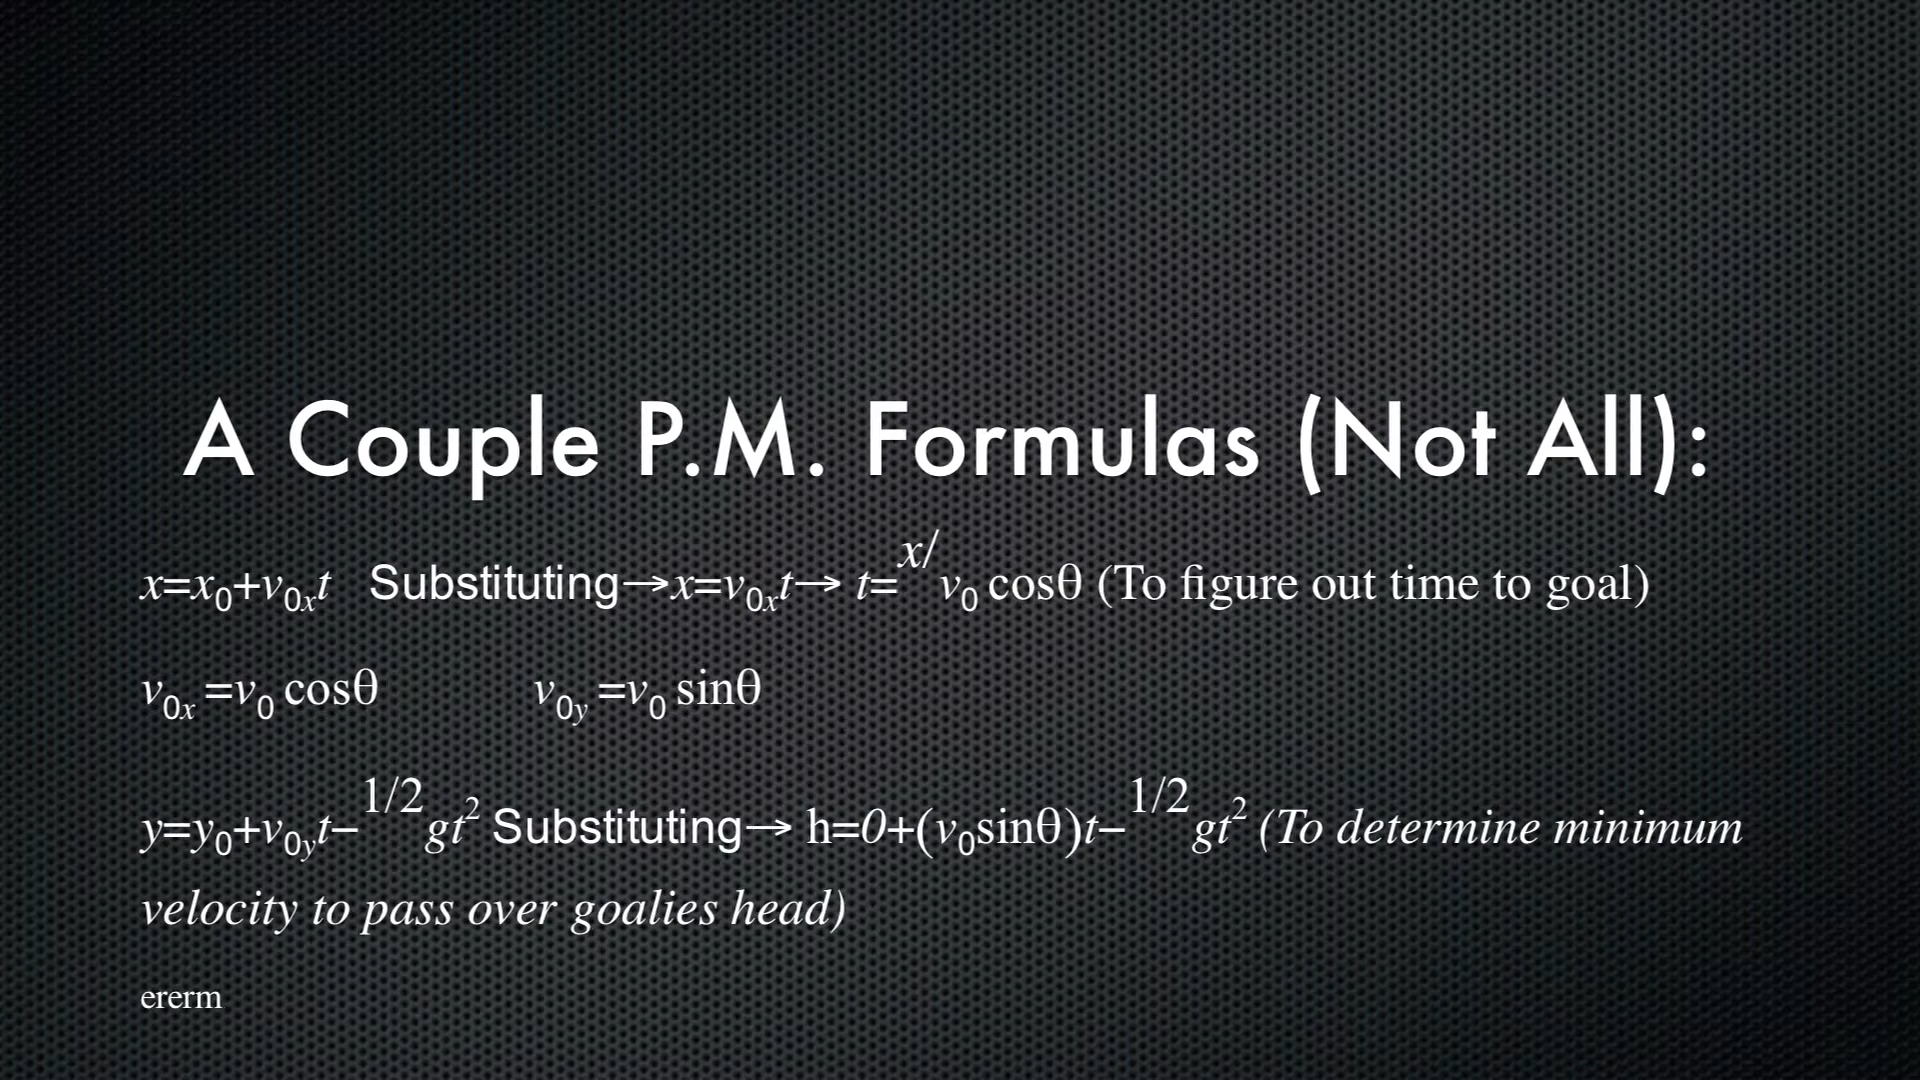 A Couple P.M. Formulas (Not All):
x=x₀+v₀ₓt Substituting→x=v₀ₓt→ t=ˣ/v₀ cosθ (To figure out time to goal)
v₀ₓ =v₀ cosθ v₀ᵧ =v₀ sinθ
y=y₀+v₀ᵧt–1/2gt² Substituting→ h=0+(v₀sinθ)t–1/2gt² (To determine minimum
velocity to pass over goalies head)
ererm